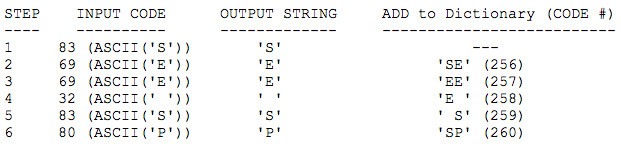 STEP    INPUT CODE    OUTPUT STRING    ADD to Dictionary (CODE #)
----    ----------    -------------    --------------------------
1    83 (ASCII('S'))    'S'    ---
2    69 (ASCII('E'))    'E'    'SE' (256)
3    69 (ASCII('E'))    'E'    'EE' (257)
4    32 (ASCII(' '))    ' '    'E ' (258)
5    83 (ASCII('S'))    'S'    ' S' (259)
6    80 (ASCII('P'))    'P'    'SP' (260)